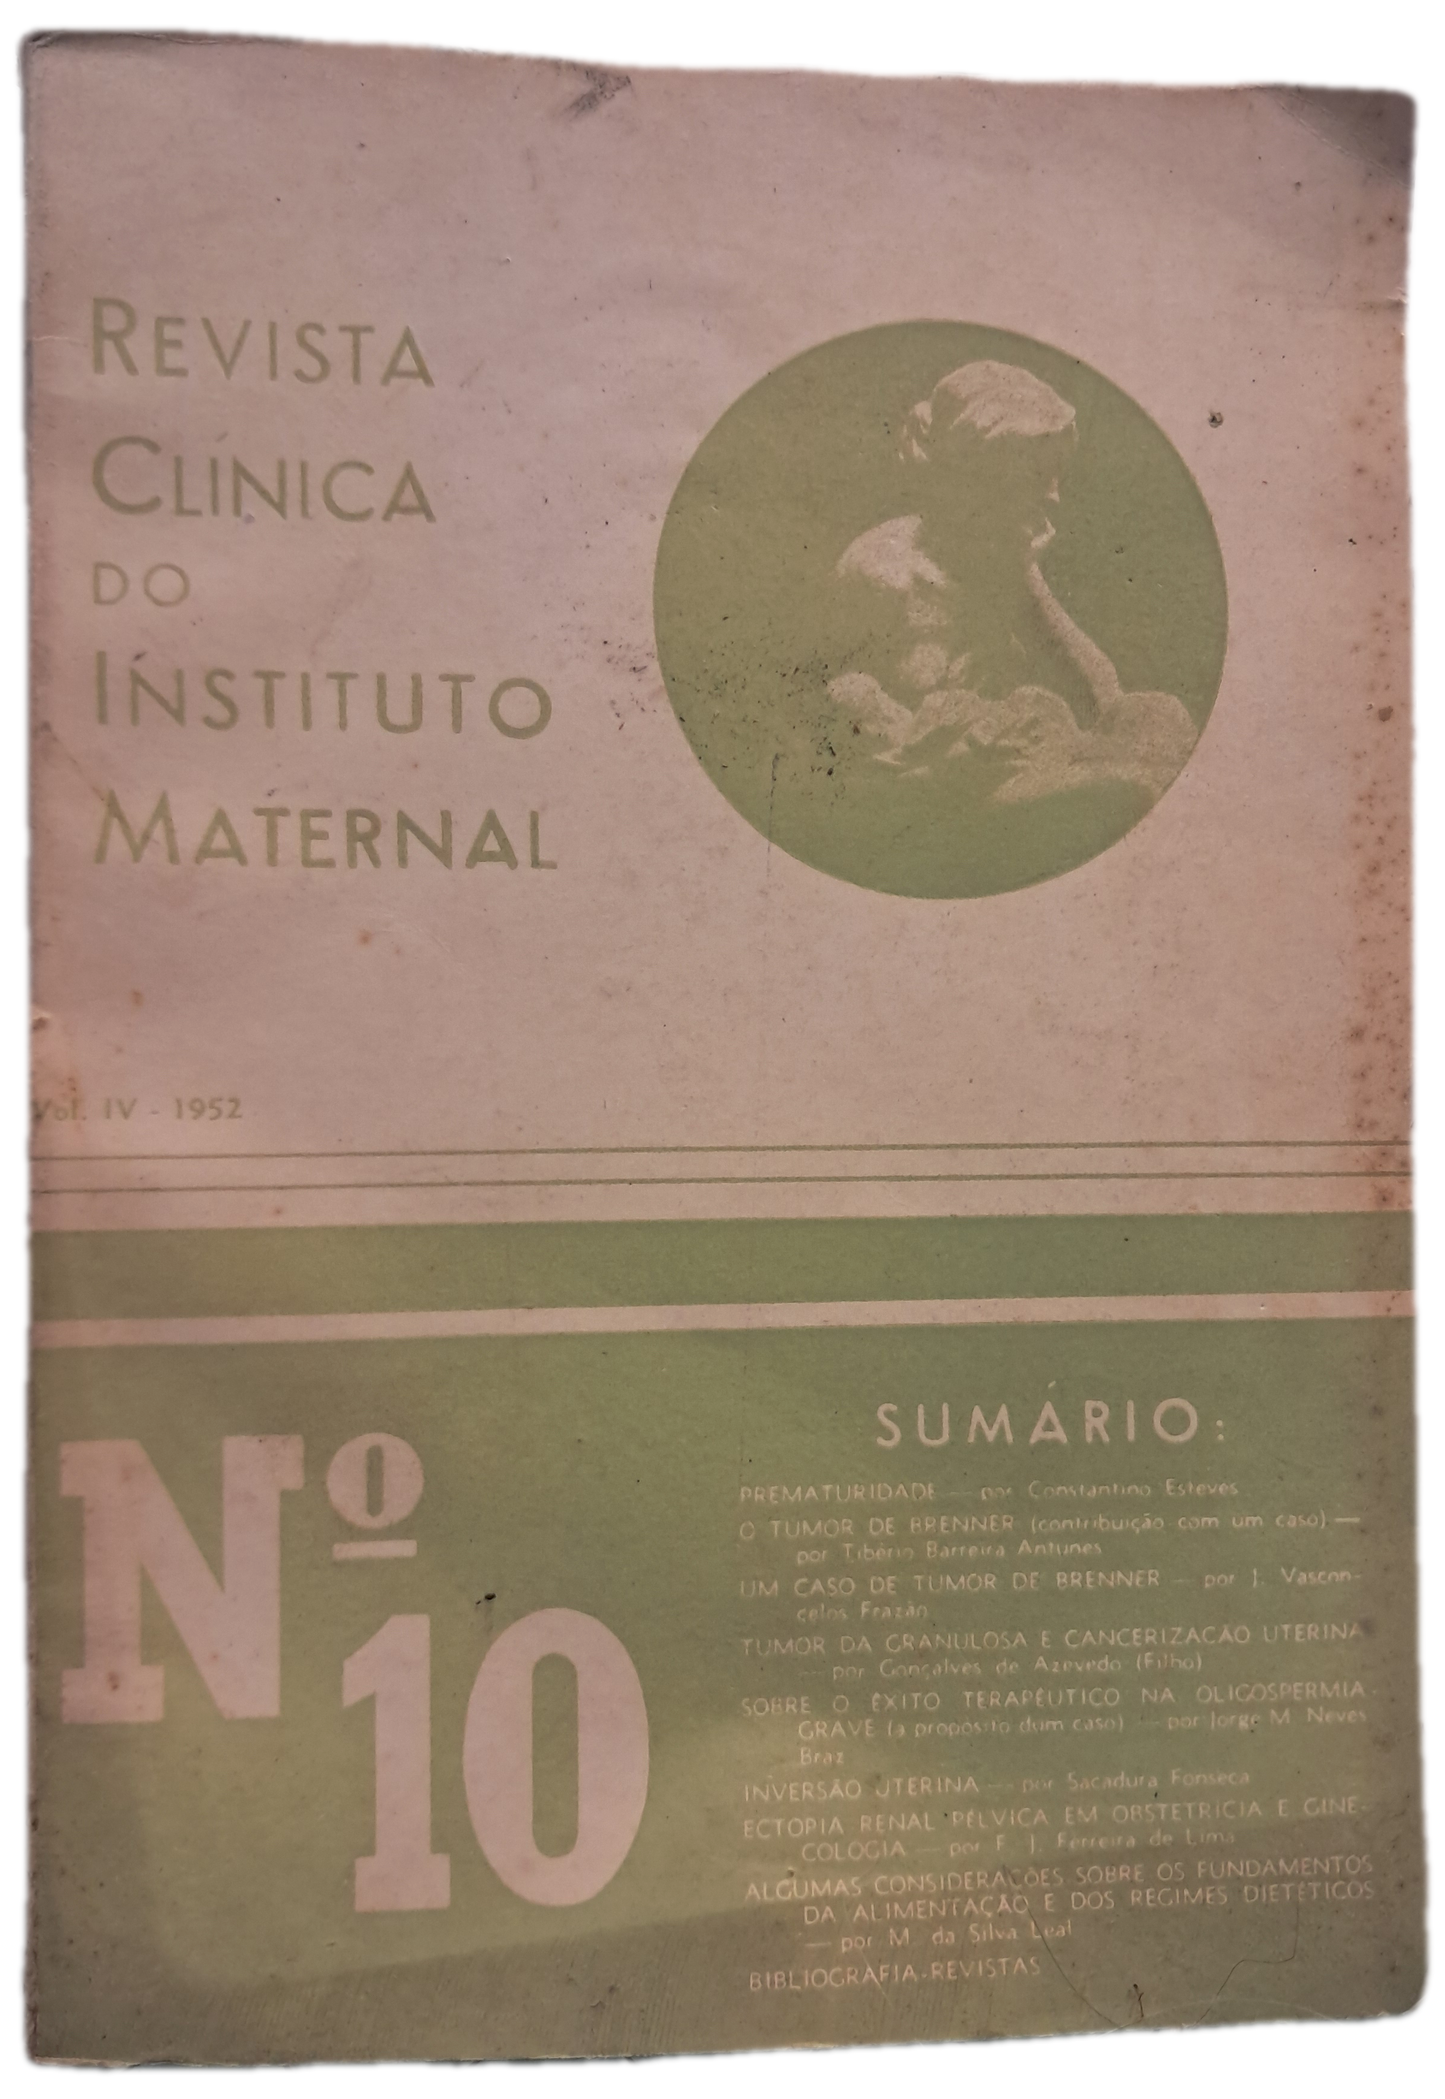 REVISTA
CLÍNICA
DO
INSTITUTO
MATERNAL
Vol. IV - 1952
Nº
10
SUMÁRIO:
PREMATURIDADE — por Constantino Esteves
O TUMOR DE BRENNER (contribuição com um caso) —
por Tibério Barreira Antunes
UM CASO DE TUMOR DE BRENNER — por J. Vascon-
celos Frazão
TUMOR DA GRANULOSA E CANCERIZAÇÃO UTERINA
— por Gonçalves de Azevedo (Filho)
SOBRE O ÊXITO TERAPÊUTICO NA OLIGOSPERMIA
GRAVE (a propósito dum caso) — por Jorge M. Neves
Braz
INVERSÃO UTERINA — por Sacadura Fonseca
ECTOPIA RENAL PÉLVICA EM OBSTETRÍCIA E GINE-
COLOGIA — por F. J. Ferreira de Lima
ALGUMAS CONSIDERAÇÕES SOBRE OS FUNDAMENTOS
DA ALIMENTAÇÃO E DOS REGIMES DIETÉTICOS
— por M. da Silva Leal
BIBLIOGRAFIA-REVISTAS